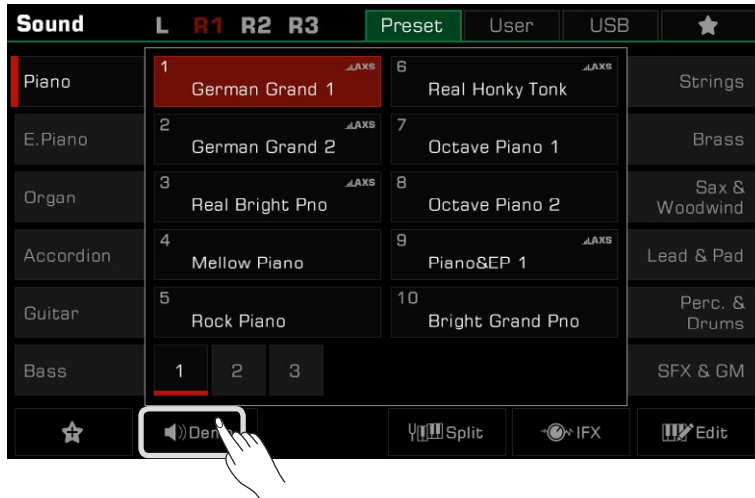 Sound L R1 R2 R3 Preset User USB
Piano
E.Piano
Organ
Accordion
Guitar
Bass
1 AXS
German Grand 1
2 AXS
German Grand 2
3 AXS
Real Bright Pno
4
Mellow Piano
5
Rock Piano
6 AXS
Real Honky Tonk
7
Octave Piano 1
8
Octave Piano 2
9 AXS
Piano&EP 1
10
Bright Grand Pno
1 2 3
Strings
Brass
Sax &
Woodwind
Lead & Pad
Perc. &
Drums
SFX & GM
Split IFX Edit